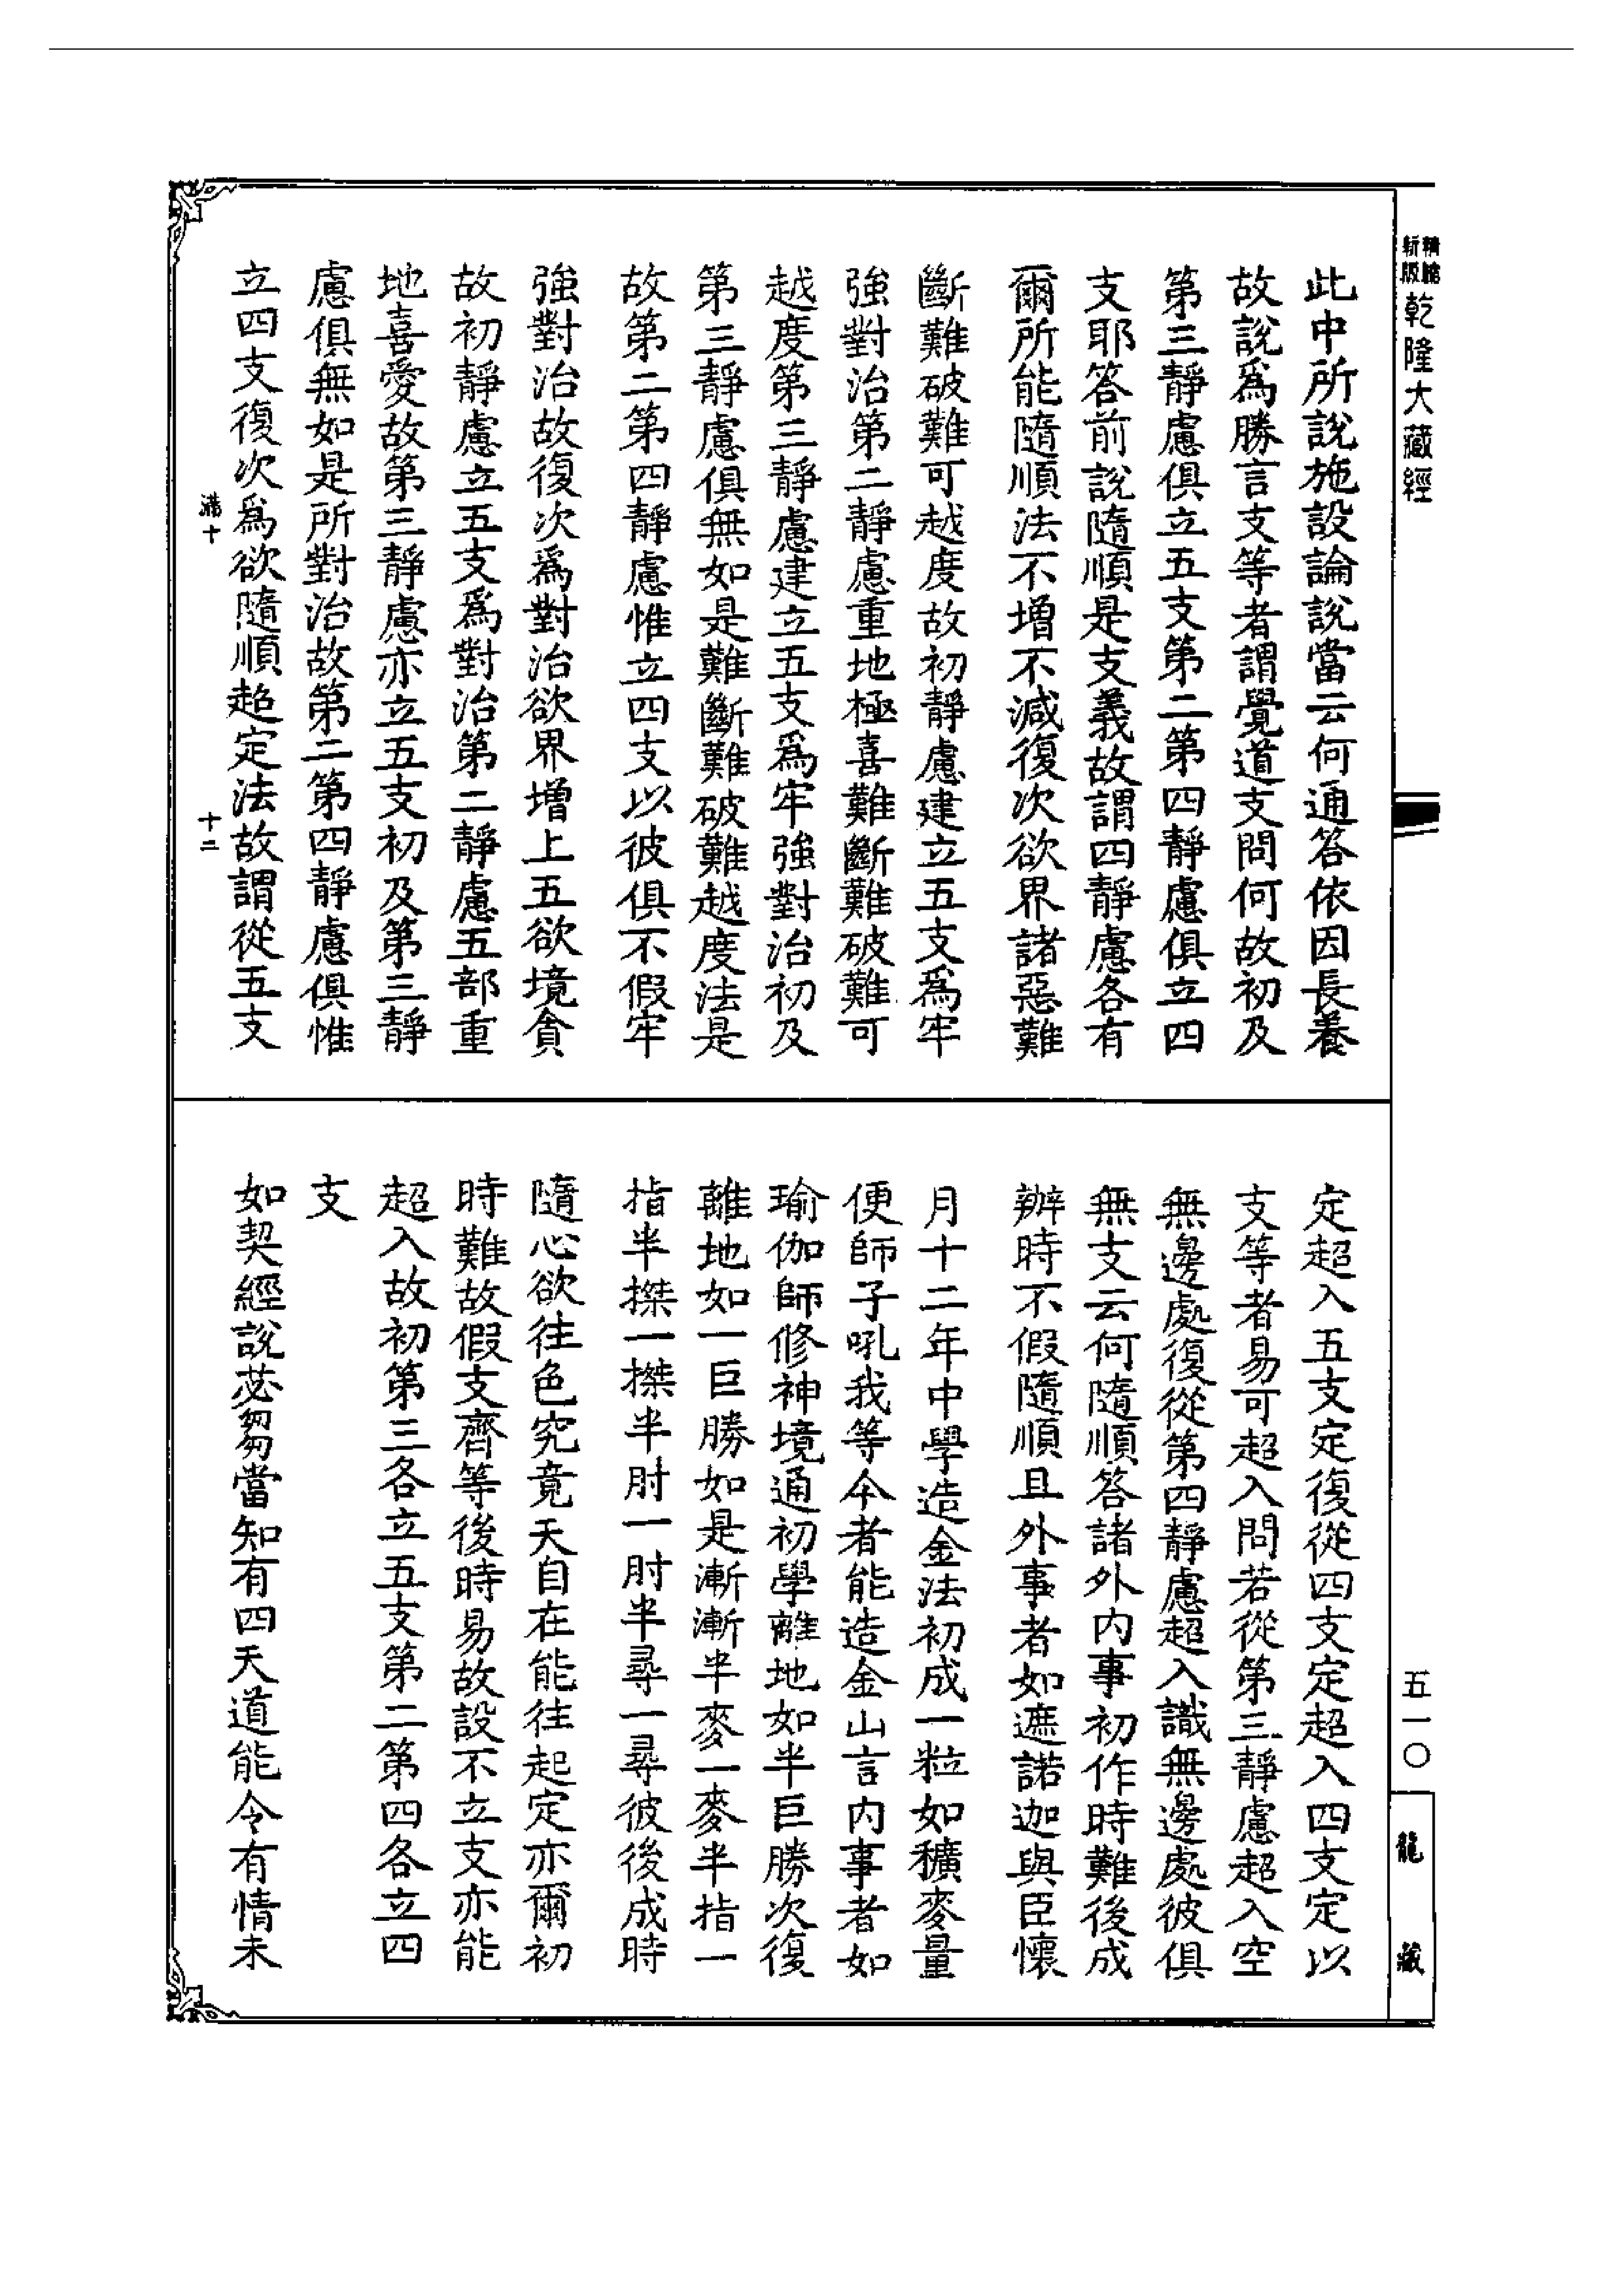 精繪新版 乾隆大藏經
五一〇
龍藏
此中所說施設論說當云何通答依因長養
故說爲勝言支等者謂覺道支問何故初及
第三靜慮俱立五支第二第四靜慮俱立四
支耶答前說隨順是支義故謂四靜慮各有
爾所能隨順法不增不減復次欲界諸惡難
斷難破難可越度故初靜慮建立五支爲牢
強對治第二靜慮重地極喜難斷難破難可
越度第三靜慮建立五支爲牢強對治初及
第三靜慮俱無如是難斷難破難越度法是
故第二第四靜慮惟立四支以彼俱不假牢
強對治故復次爲對治欲界增上五欲境貪
故初靜慮立五支爲對治第二靜慮五部重
地喜愛故第三靜慮亦立五支初及第三靜
慮俱無如是所對治故第二第四靜慮俱惟
立四支復次爲欲隨順超定法故謂從五支
滿十
十二
定超入五支定復從四支定超入四支定以
支等者易可超入問若從第三靜慮超入空
無邊處復從第四靜慮超入識無邊處彼俱
無支云何隨順答諸外內事初作時難後成
辦時不假隨順且外事者如遮諾迦與臣懷
月十二年中學造金法初成一粒如穬麥量
便師子吼我等今者能造金山言內事者如
瑜伽師修神境通初學離地如半巨勝次復
離地如一巨勝如是漸漸半麥一麥半指一
指半搩一搩半肘一肘半尋一尋彼後成時
隨心欲往色究竟天自在能往起定亦爾初
時難故假支齊等後時易故設不立支亦能
超入故初第三各立五支第二第四各立四
支
如契經說苾芻當知有四天道能令有情未